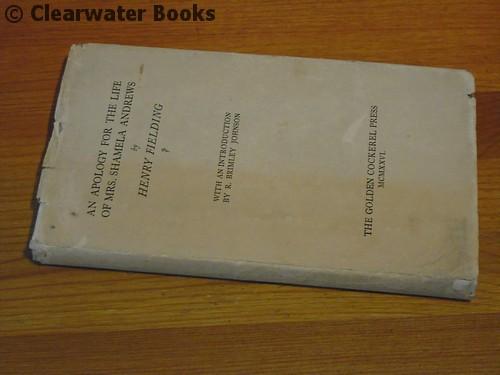 © Clearwater Books
AN APOLOGY FOR THE LIFE
OF MRS. SHAMELA ANDREWS
by
HENRY FIELDING
WITH AN INTRODUCTION
BY R. BRIMLEY JOHNSON
THE GOLDEN COCKEREL PRESS
MCMXXVI.